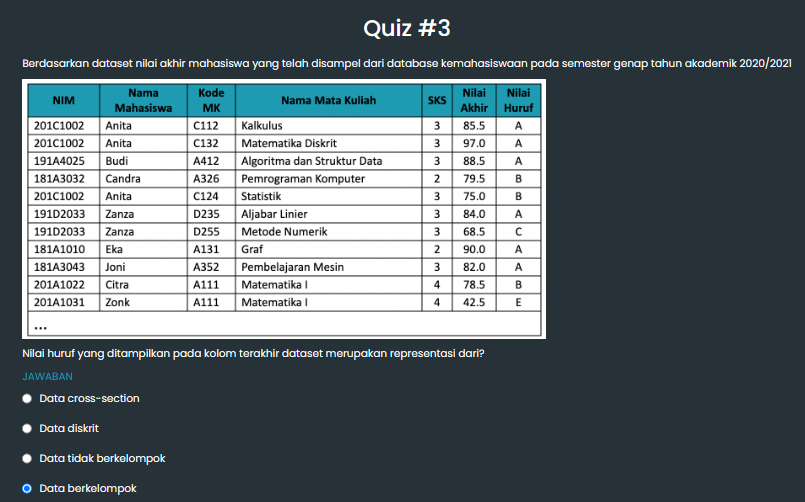 Quiz #3
Berdasarkan dataset nilai akhir mahasiswa yang telah disampel dari database kemahasiswaan pada semester genap tahun akademik 2020/2021
NIM Nama Mahasiswa Kode MK Nama Mata Kuliah SKS Nilai Akhir Nilai Huruf
201C1002 Anita C112 Kalkulus 3 85.5 A
201C1002 Anita C132 Matematika Diskrit 3 97.0 A
191A4025 Budi A412 Algoritma dan Struktur Data 3 88.5 A
181A3032 Candra A326 Pemrograman Komputer 2 79.5 B
201C1002 Anita C124 Statistik 3 75.0 B
191D2033 Zanza D235 Aljabar Linier 3 84.0 A
191D2033 Zanza D255 Metode Numerik 3 68.5 C
181A1010 Eka A131 Graf 2 90.0 A
181A3043 Joni A352 Pembelajaran Mesin 3 82.0 A
201A1022 Citra A111 Matematika I 4 78.5 B
201A1031 Zonk A111 Matematika I 4 42.5 E
...
Nilai huruf yang ditampilkan pada kolom terakhir dataset merupakan representasi dari?
JAWABAN
Data cross-section
Data diskrit
Data tidak berkelompok
Data berkelompok